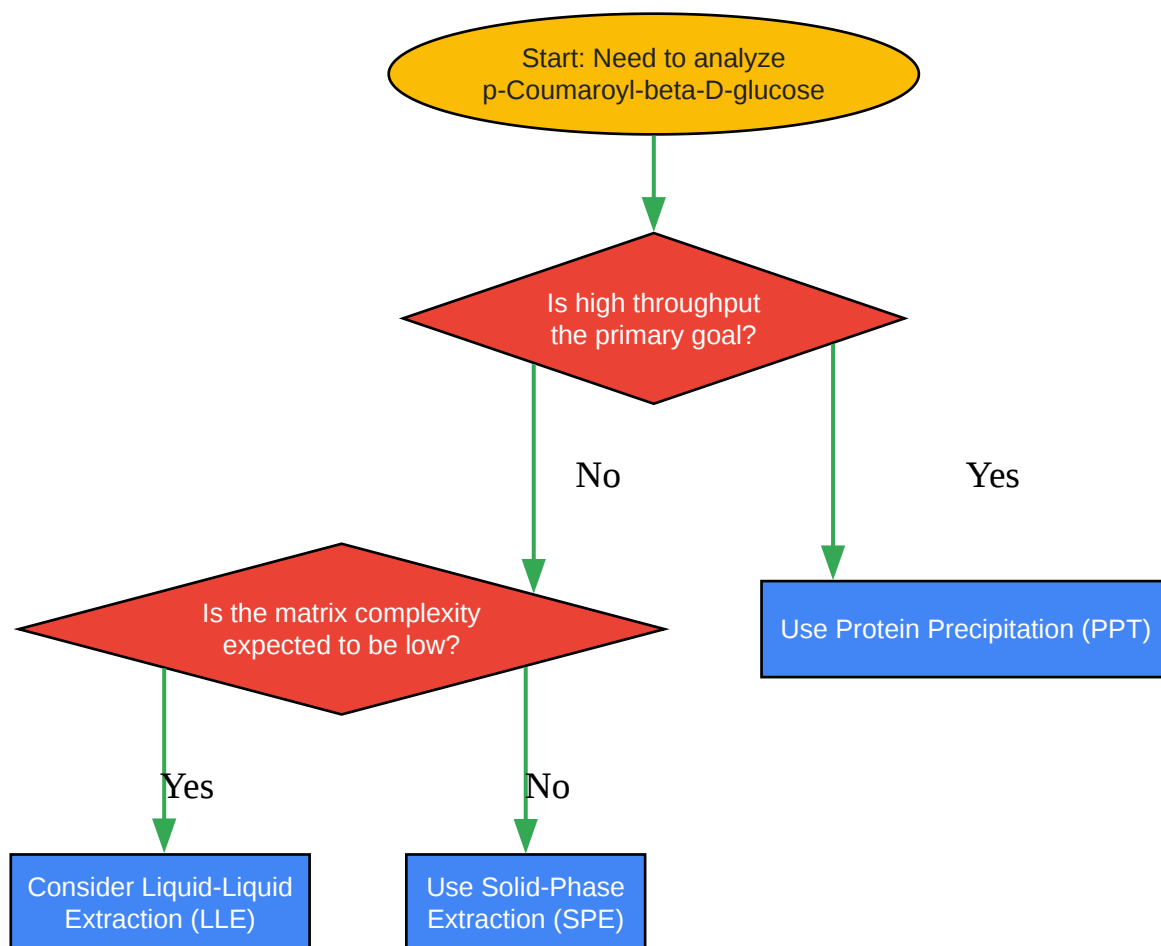 Start: Need to analyze
p-Coumaroyl-beta-D-glucose
Is high throughput
the primary goal?
No
Yes
Is the matrix complexity
expected to be low?
Use Protein Precipitation (PPT)
Yes
No
Consider Liquid-Liquid
Extraction (LLE)
Use Solid-Phase
Extraction (SPE)